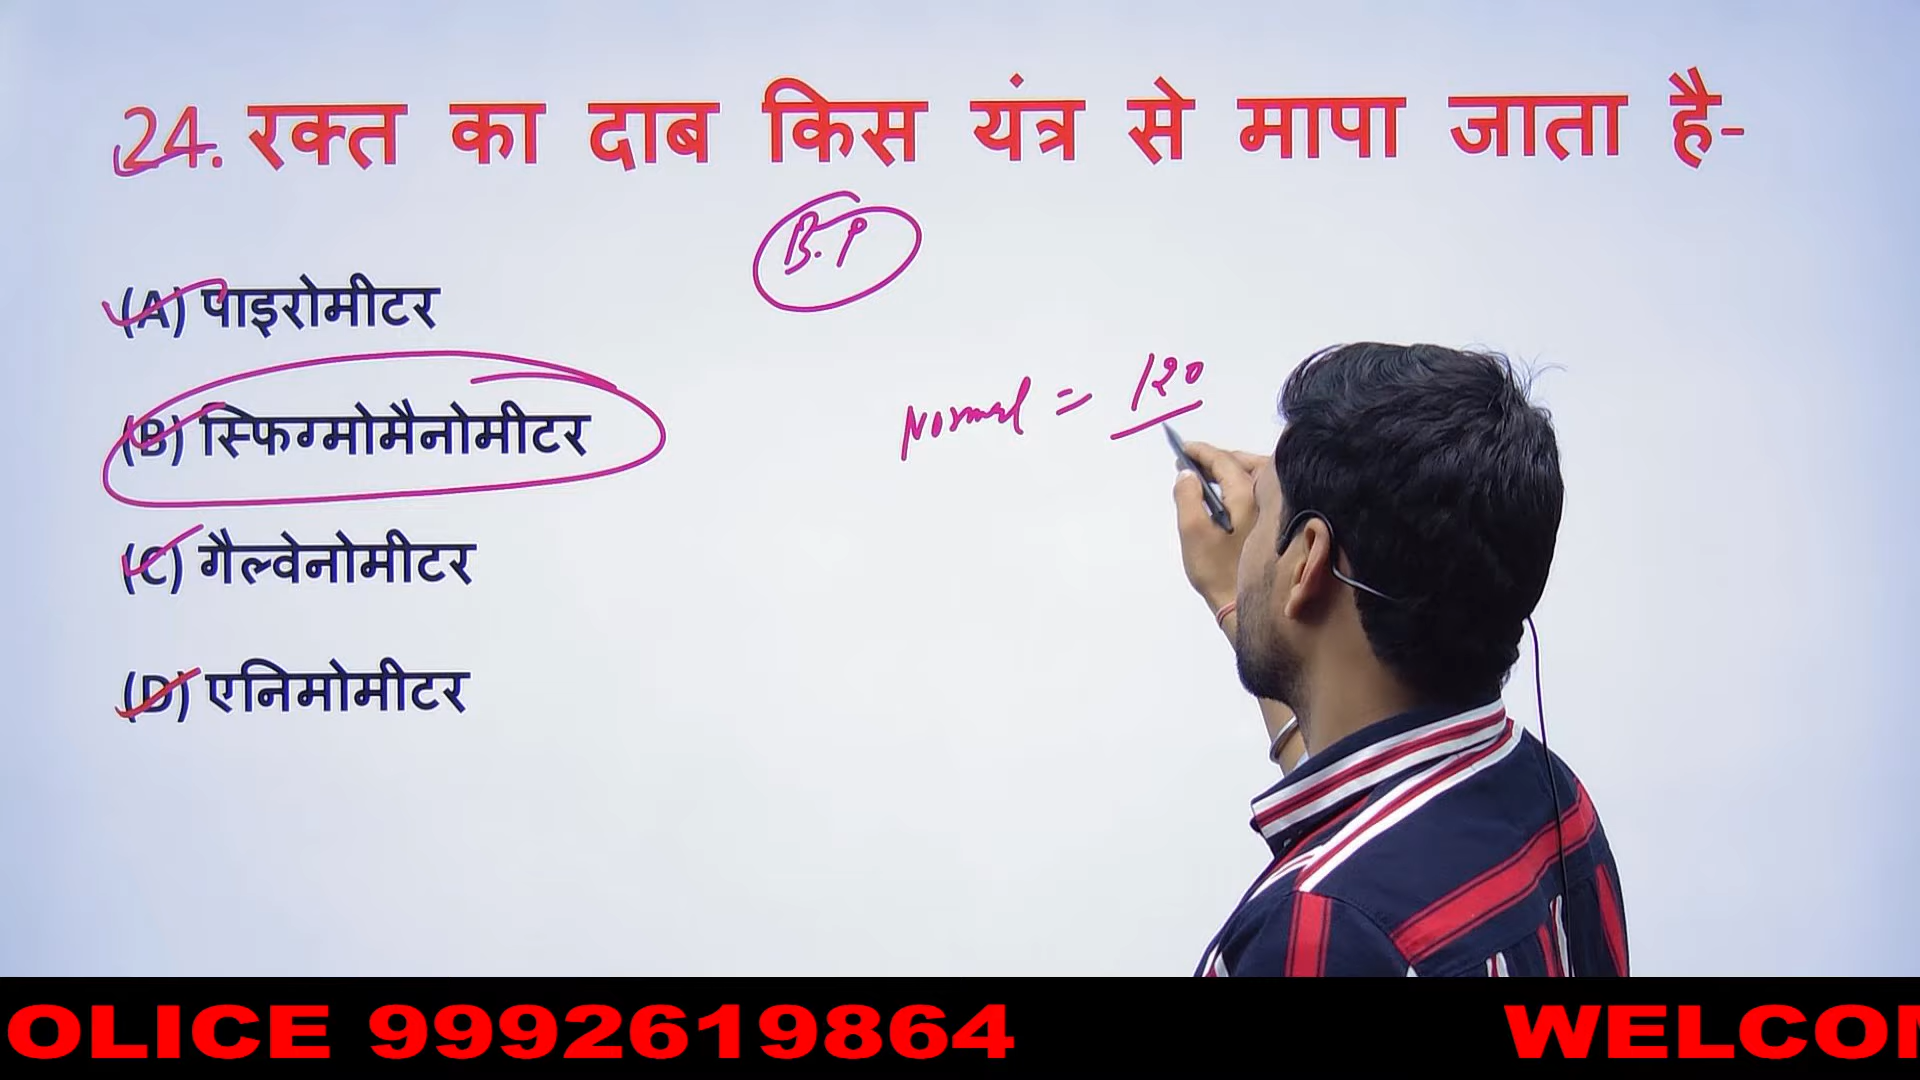 24. रक्त का दाब किस यंत्र से मापा जाता है-
B.P
(A) पाइरोमीटर
Normal = 120
(B) स्फिग्मोमैनोमीटर
(C) गैल्वेनोमीटर
(D) एनिमोमीटर
OLICE 9992619864 WELCO